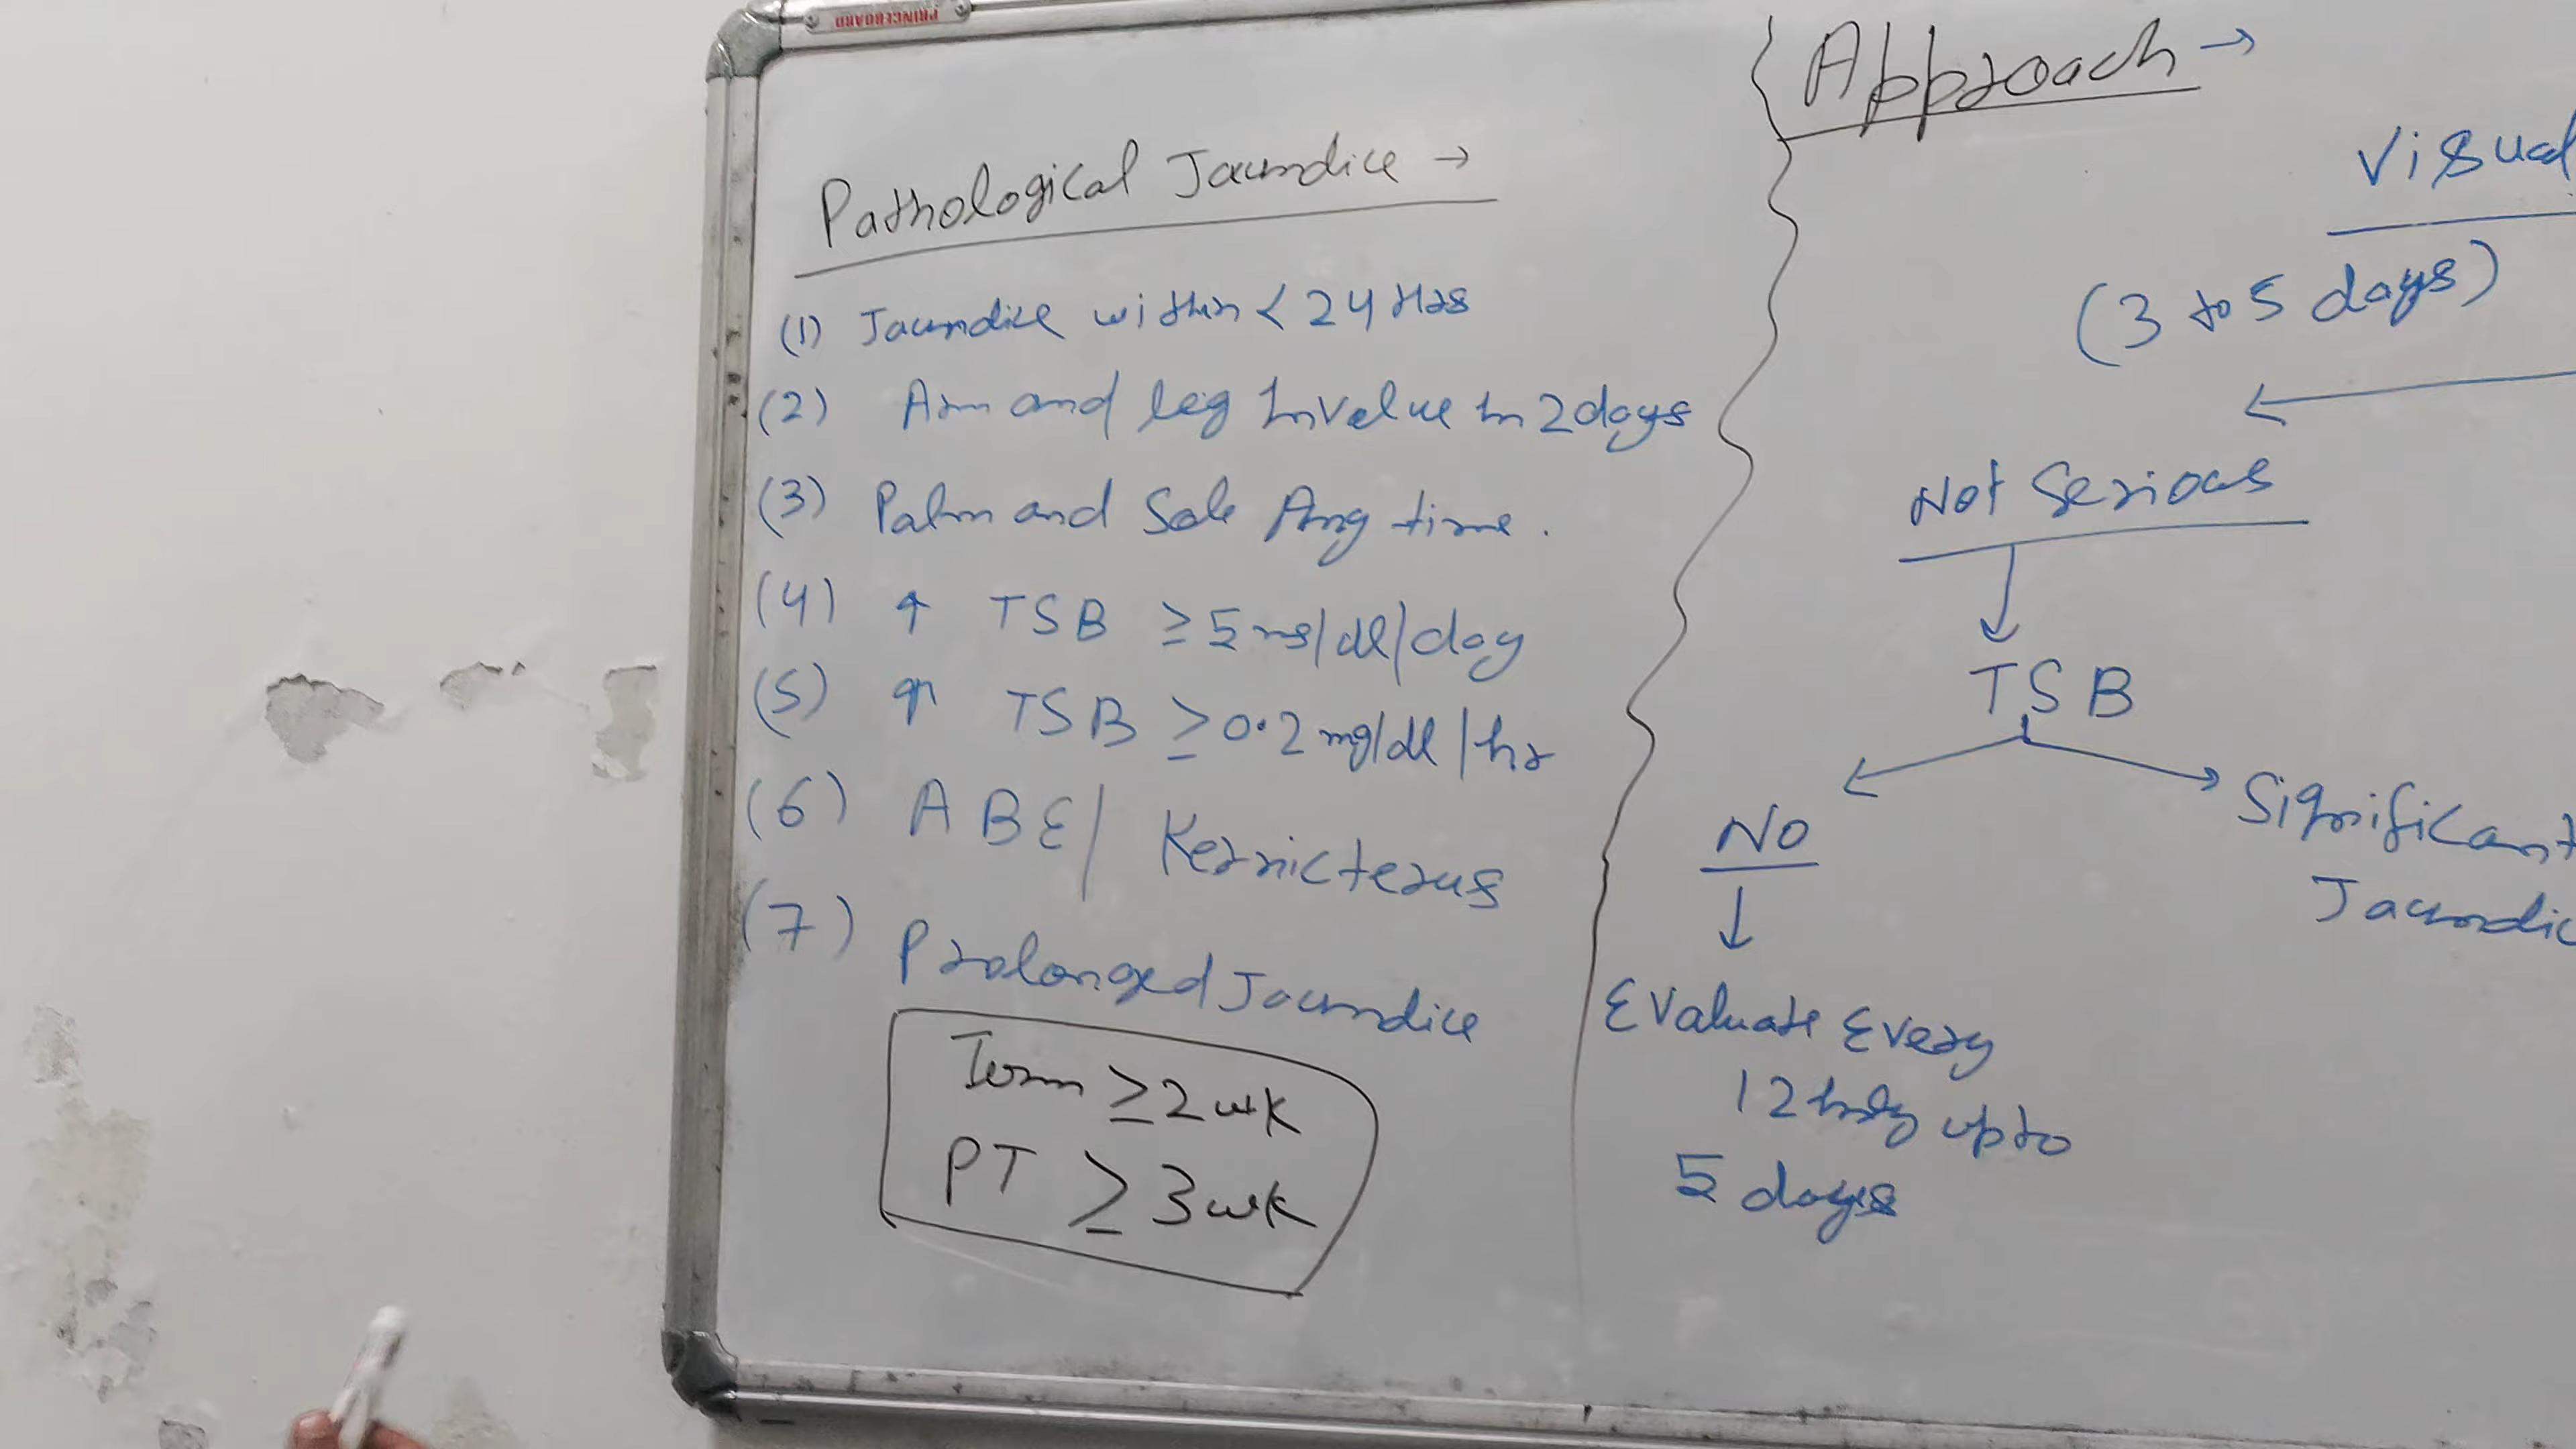 PRINCEBOARD
Pathological Jaundice →
(1) Jaundice within < 24 Hrs
(2) Arm and leg Invalue in 2 days
(3) Palm and Sole Any time.
(4) ↑ TSB ≥ 5 mg/dl/day
(5) ↑ TSB ≥ 0.2 mg/dl/hr
(6) ABE/ Kernicterus
(7) Prolonged Jaundice
Term ≥ 2 wk
PT ≥ 3 wk
Approach →
Visual
(3 to 5 days)
Not Serious
TSB
NO
Significant
Jaundic
Evaluate Every
12 hrly upto
5 days